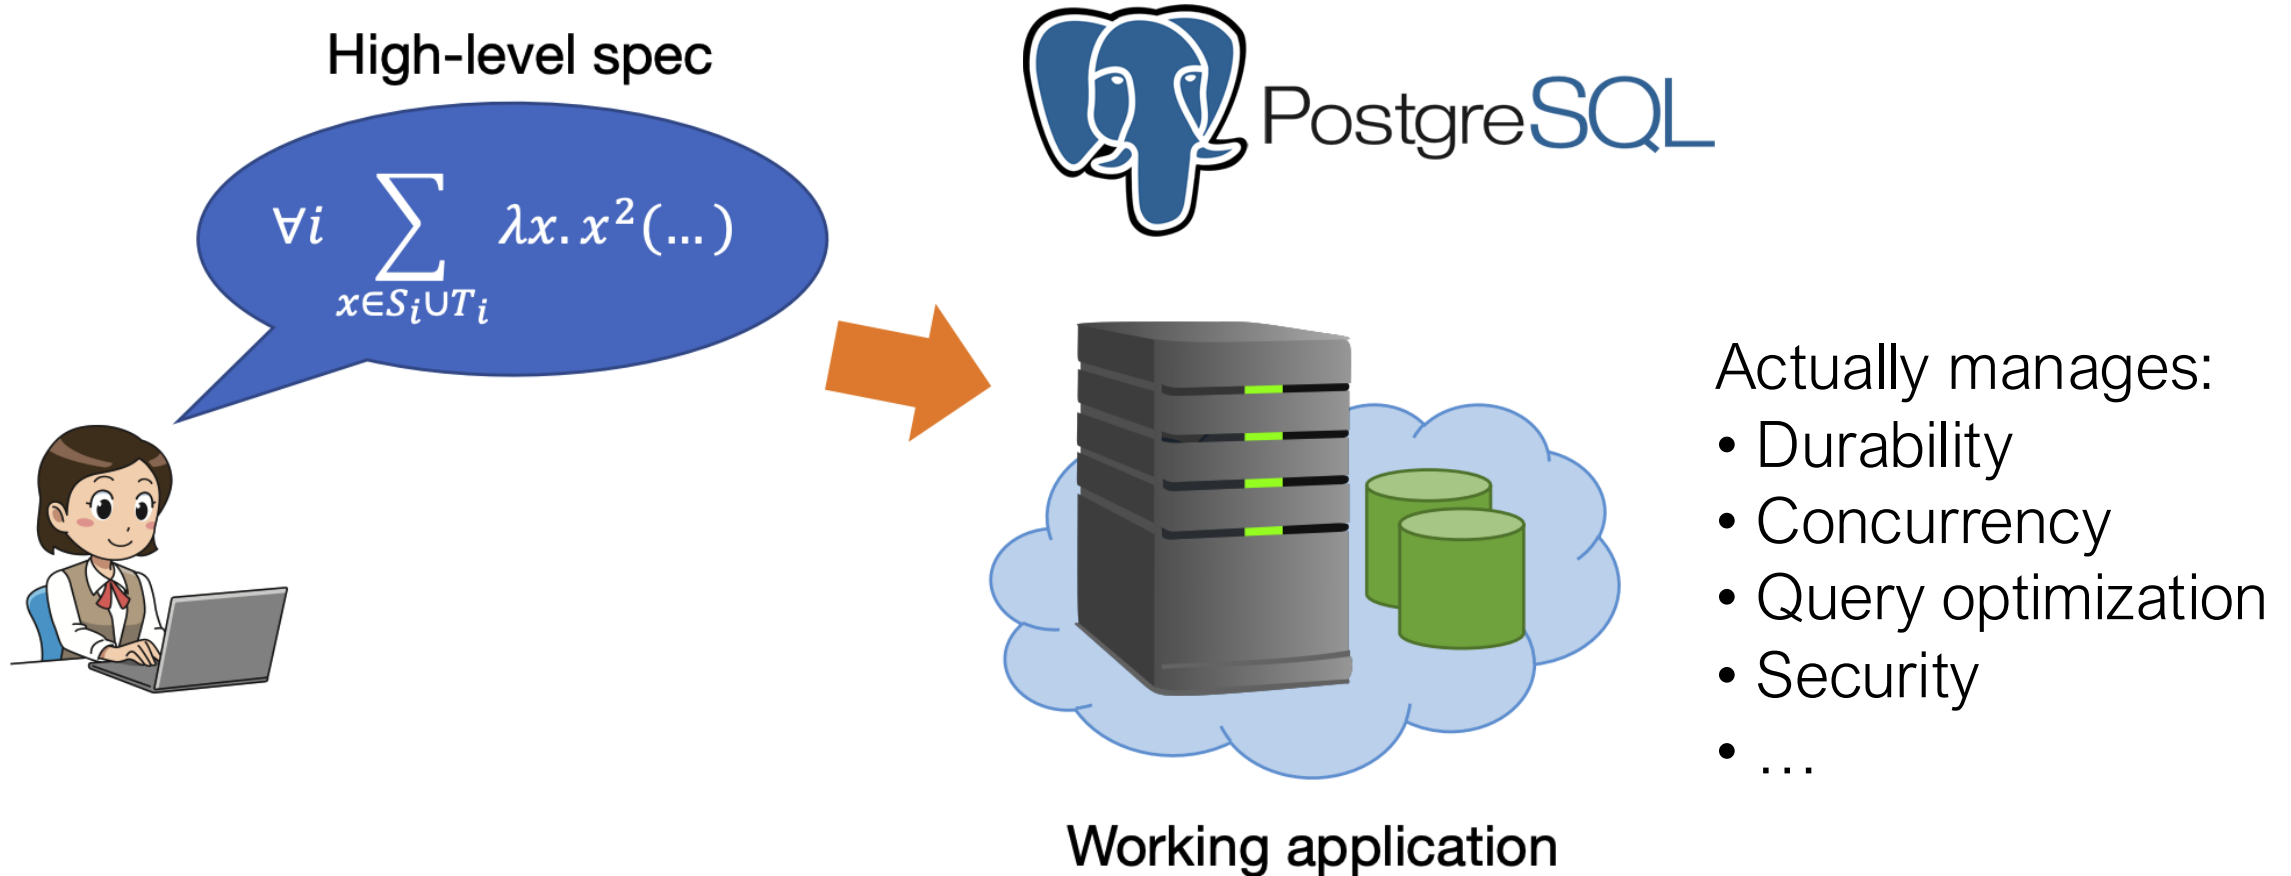 High-level spec
∀i ∑ λx. x²(…)
x∈Sᵢ∪Tᵢ
PostgreSQL
Actually manages:
• Durability
• Concurrency
• Query optimization
• Security
• …
Working application